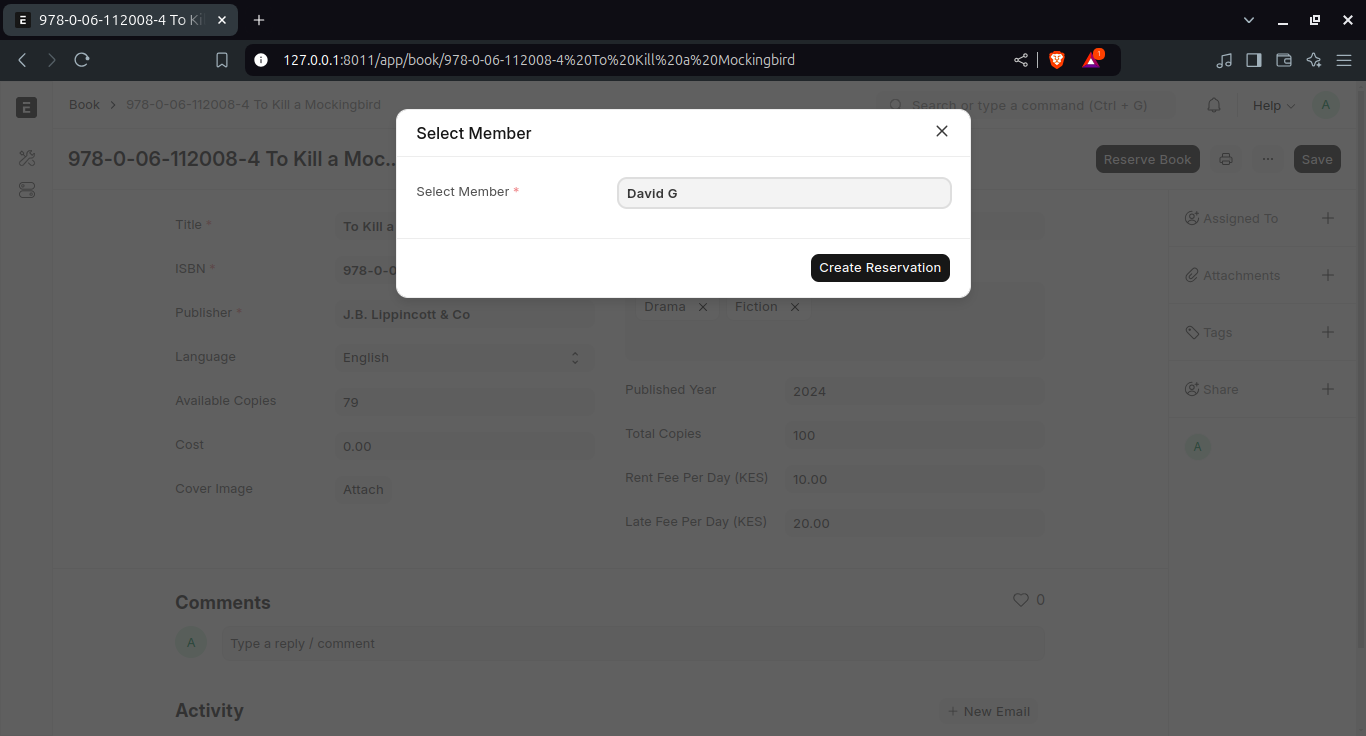 E 978-0-06-112008-4 To Kil
127.0.0.1:8011/app/book/978-0-06-112008-4%20To%20Kill%20a%20Mockingbird
1
E
Book > 978-0-06-112008-4 To Kill a Mockingbird
Search or type a command (Ctrl + G)
Help
A
978-0-06-112008-4 To Kill a Moc...
Reserve Book
...
Save
Select Member
Select Member *
David G
Create Reservation
Title *
To Kill a
ISBN *
978-0-0
Publisher *
J.B. LIppincott & Co
Language
English
Available Copies
79
Cost
0.00
Cover Image
Attach
Drama
Fiction
Published Year
2024
Total Copies
100
Rent Fee Per Day (KES)
10.00
Late Fee Per Day (KES)
20.00
Assigned To
Attachments
Tags
Share
A
Comments
0
A
Type a reply / comment
Activity
+ New Email